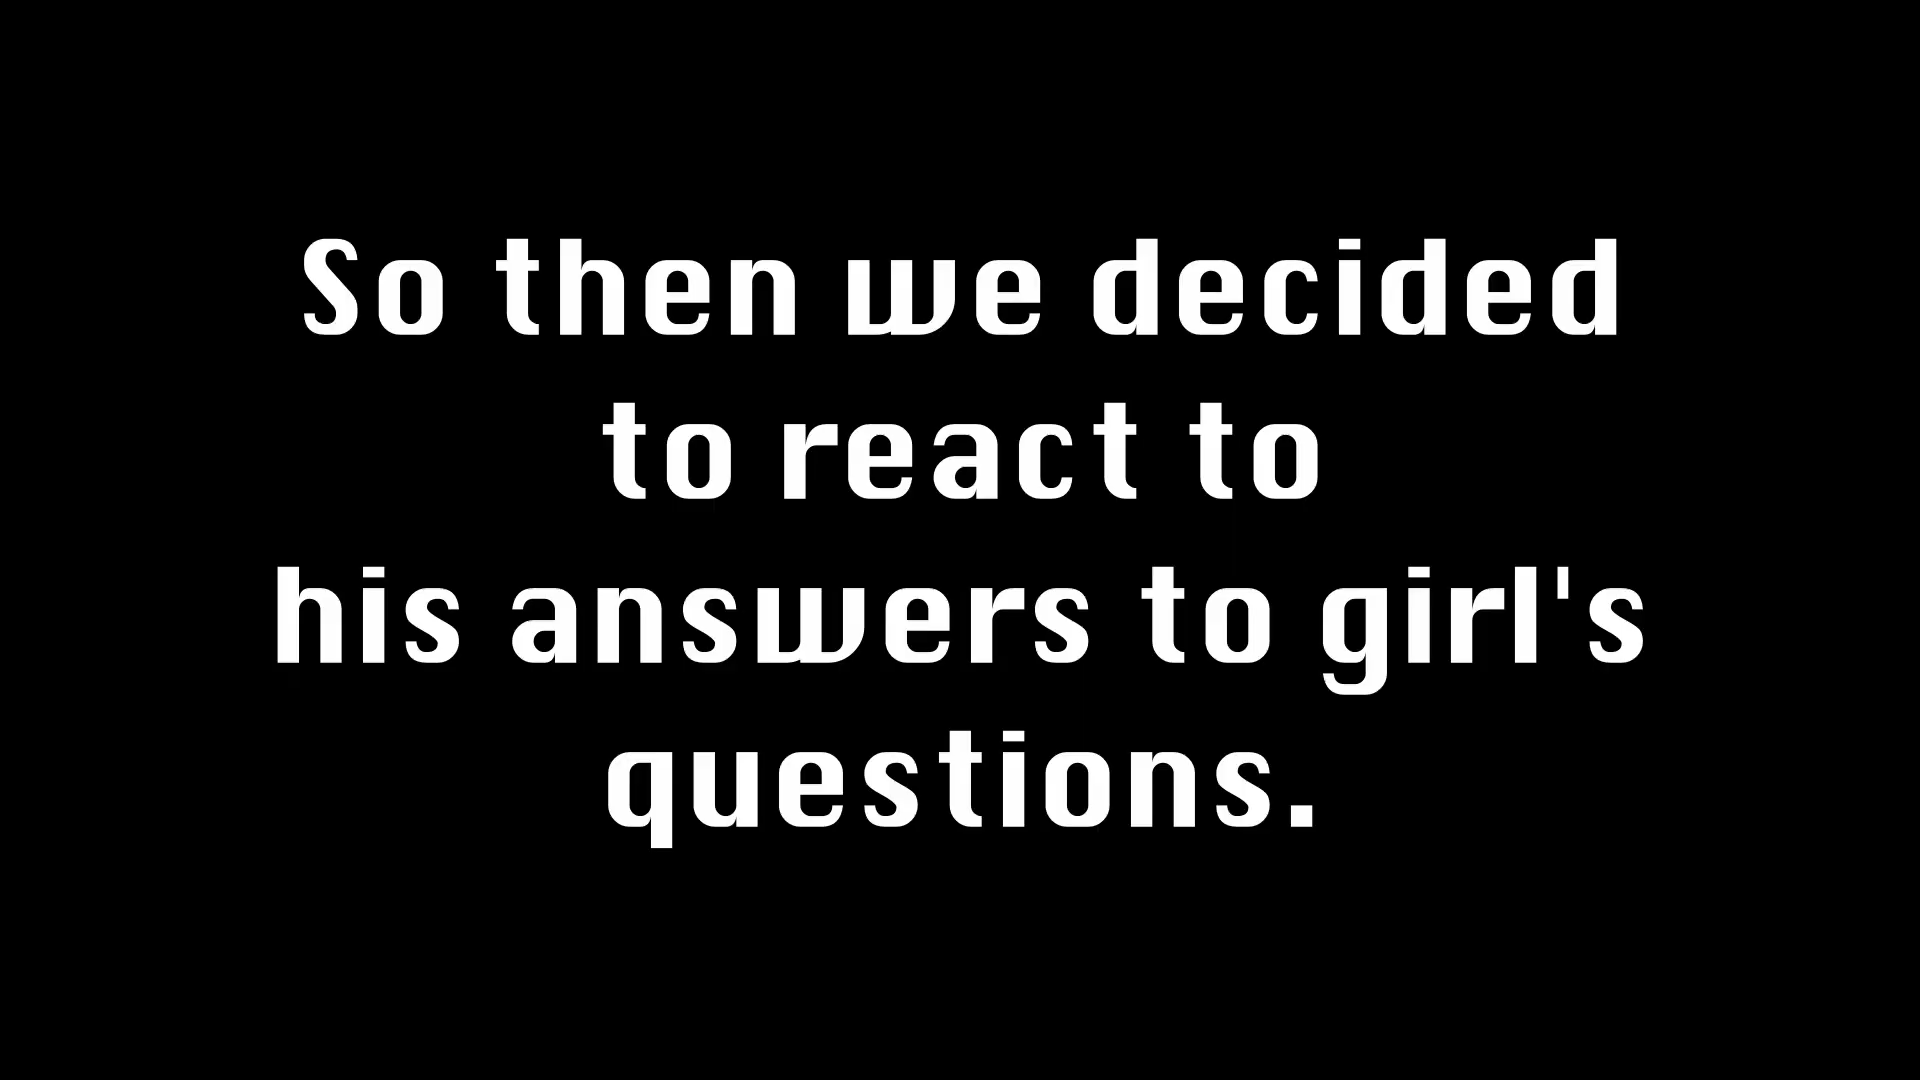 So then we decided
to react to
his answers to girl's
questions.